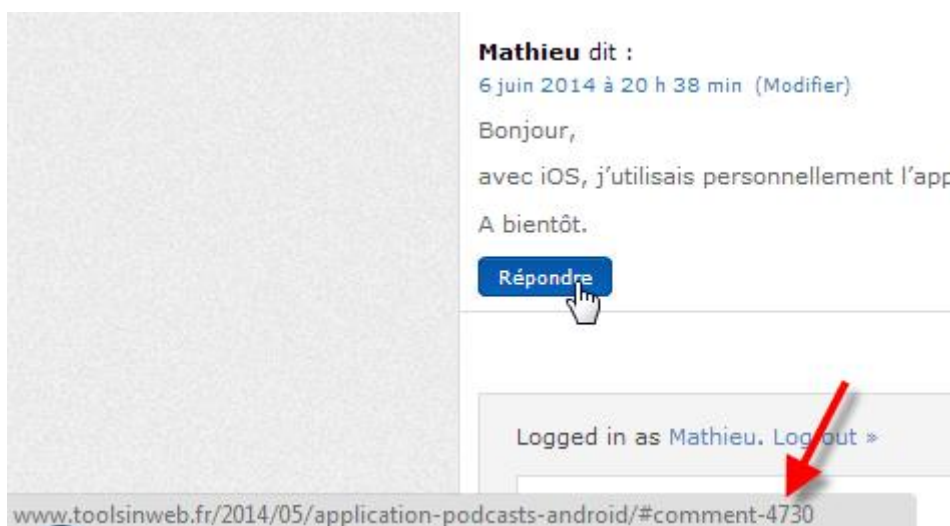 Mathieu dit :
6 juin 2014 à 20 h 38 min (Modifier)
Bonjour,
avec iOS, j’utilisais personnellement l’app
A bientôt.
Répondre
Logged in as Mathieu. Log out »
www.toolsinweb.fr/2014/05/application-podcasts-android/#comment-4730